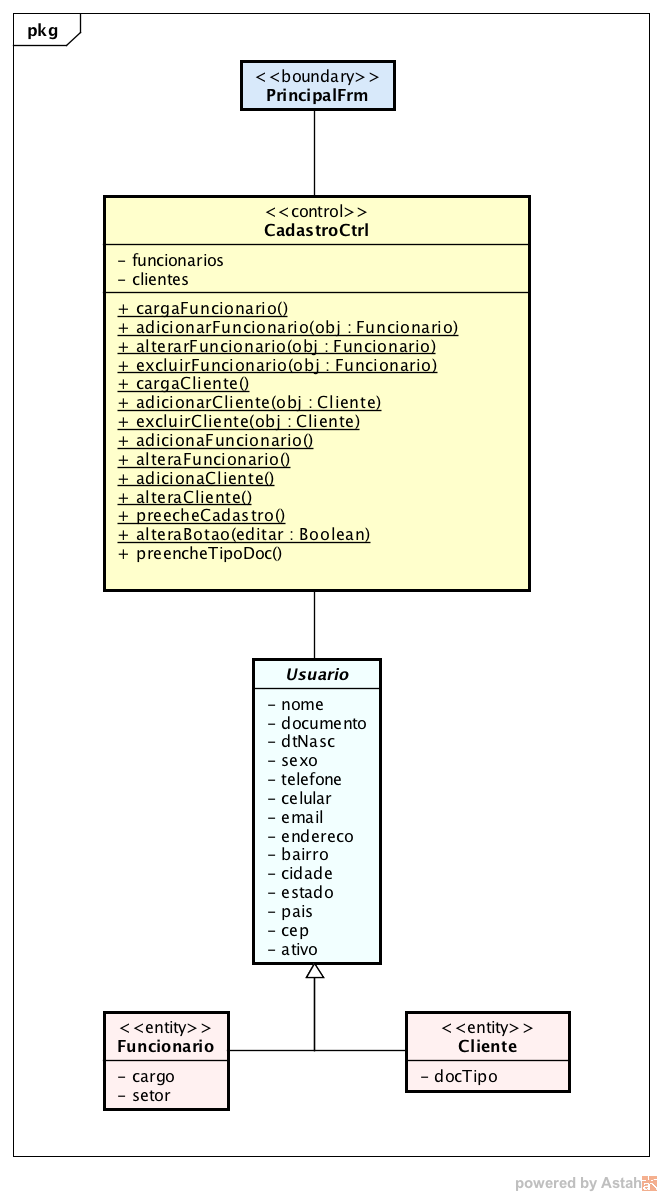 pkg
<<boundary>>
PrincipalFrm
<<control>>
CadastroCtrl
- funcionarios
- clientes
+ cargaFuncionario()
+ adicionarFuncionario(obj : Funcionario)
+ alterarFuncionario(obj : Funcionario)
+ excluirFuncionario(obj : Funcionario)
+ cargaCliente()
+ adicionarCliente(obj : Cliente)
+ excluirCliente(obj : Cliente)
+ adicionaFuncionario()
+ alteraFuncionario()
+ adicionaCliente()
+ alteraCliente()
+ preecheCadastro()
+ alteraBotao(editar : Boolean)
+ preencheTipoDoc()
Usuario
- nome
- documento
- dtNasc
- sexo
- telefone
- celular
- email
- endereco
- bairro
- cidade
- estado
- pais
- cep
- ativo
<<entity>>
Funcionario
- cargo
- setor
<<entity>>
Cliente
- docTipo
powered by Astah